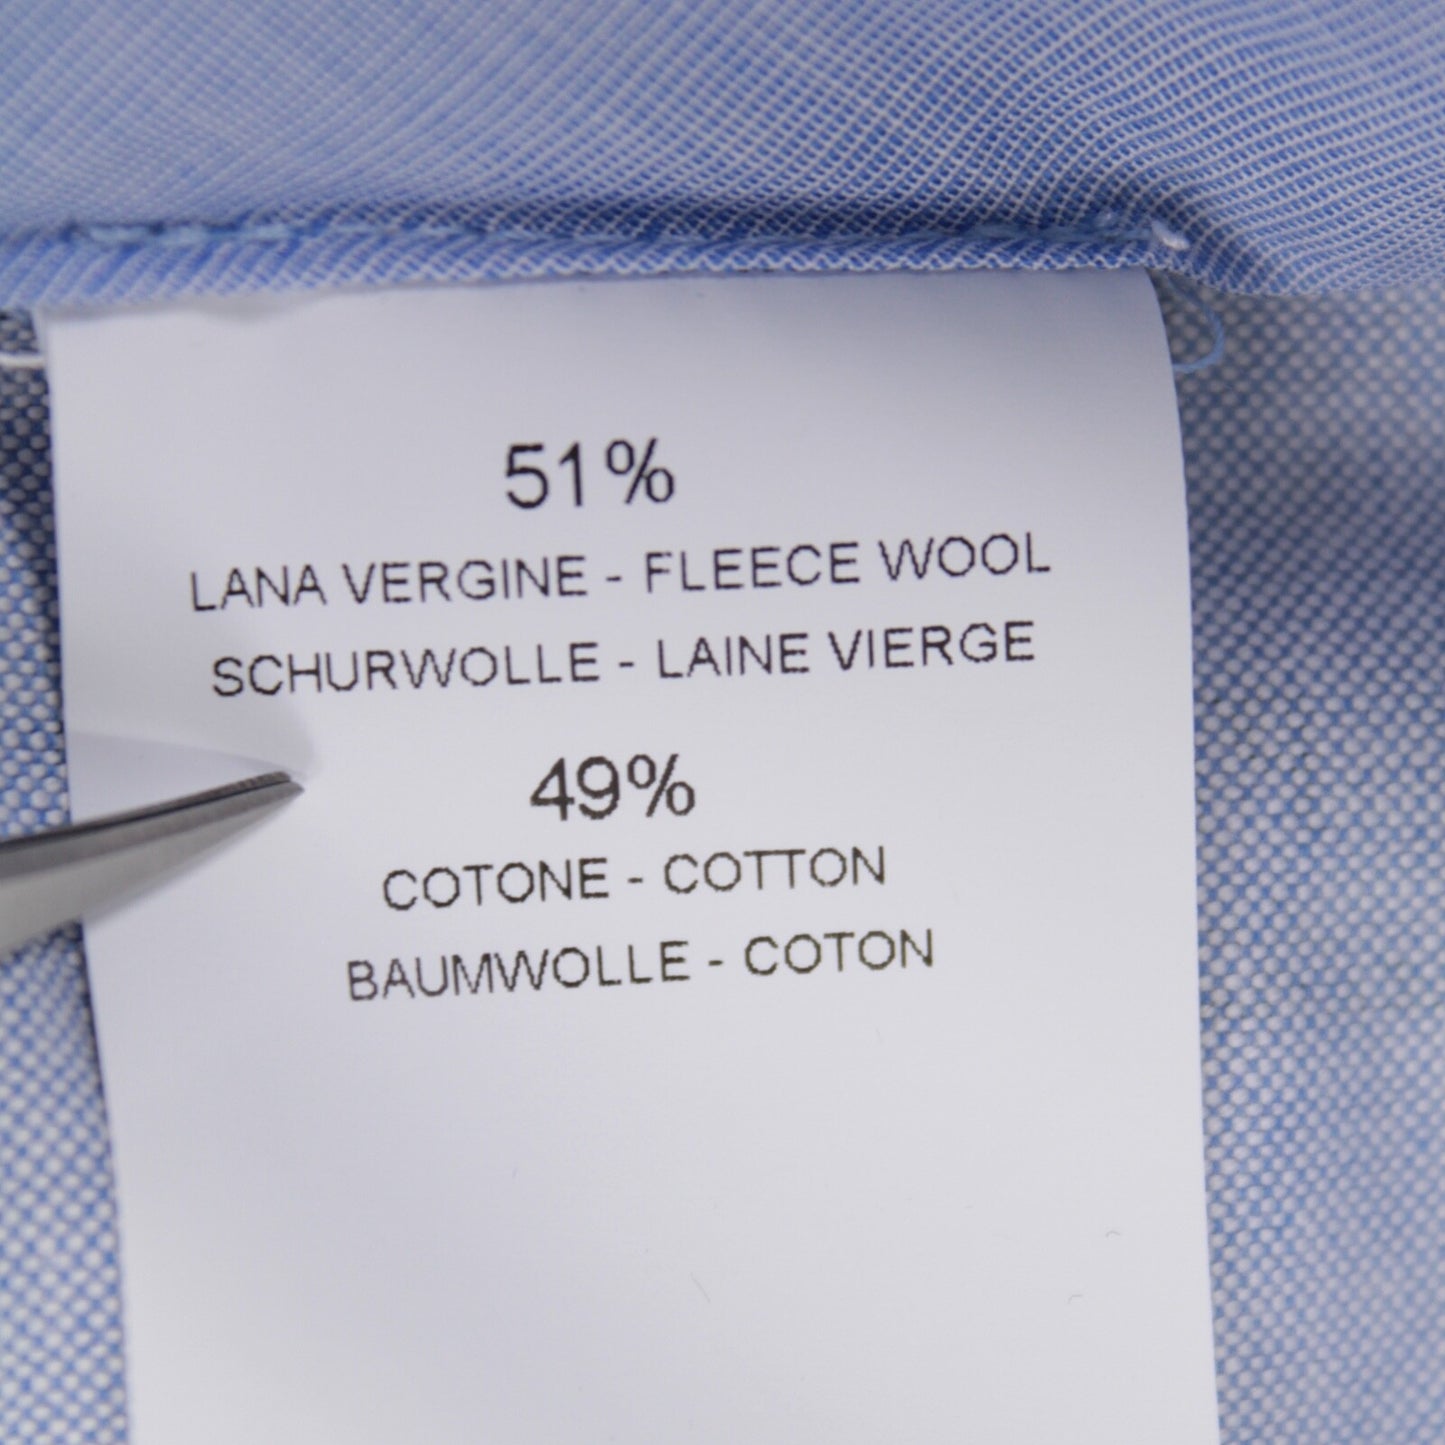 51%
LANA VERGINE - FLEECE WOOL
SCHURWOLLE - LAINE VIERGE
49%
COTONE - COTTON
BAUMWOLLE - COTON